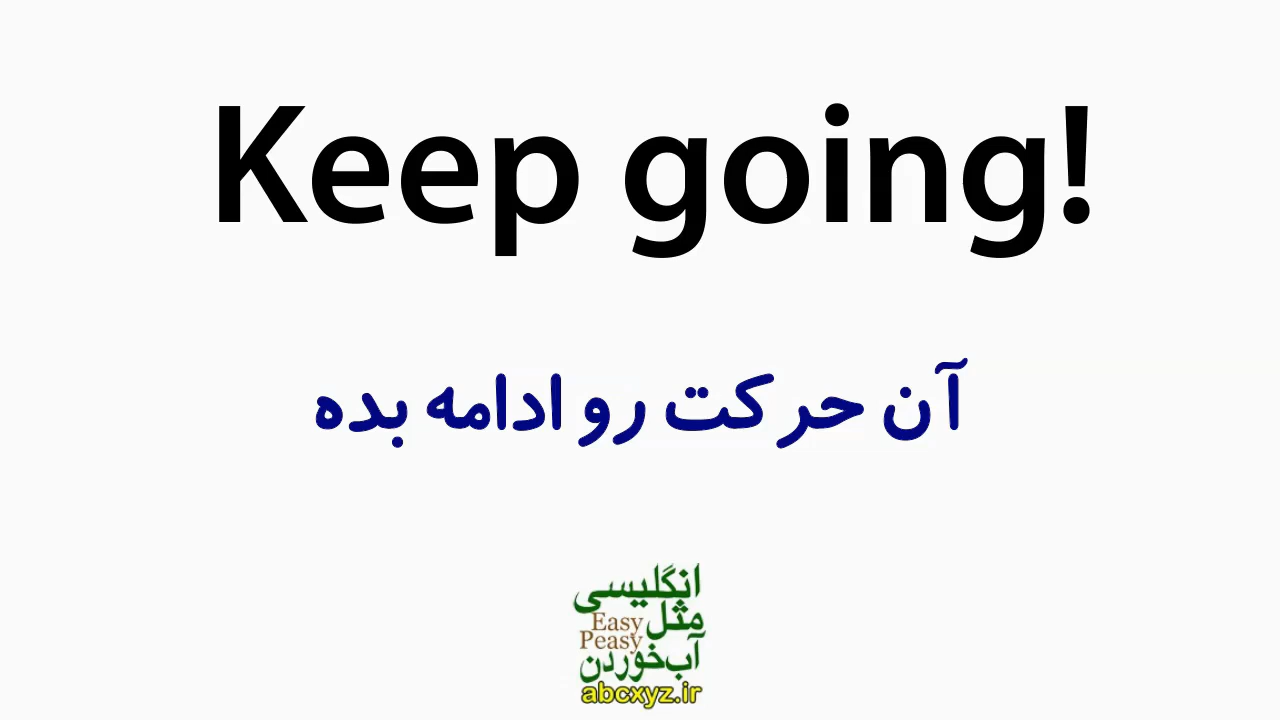 Keep going!
آن حرکت رو ادامه بده
انگلیسی
مثل
Easy
Peasy
آب‌خوردن
abcxyz.ir